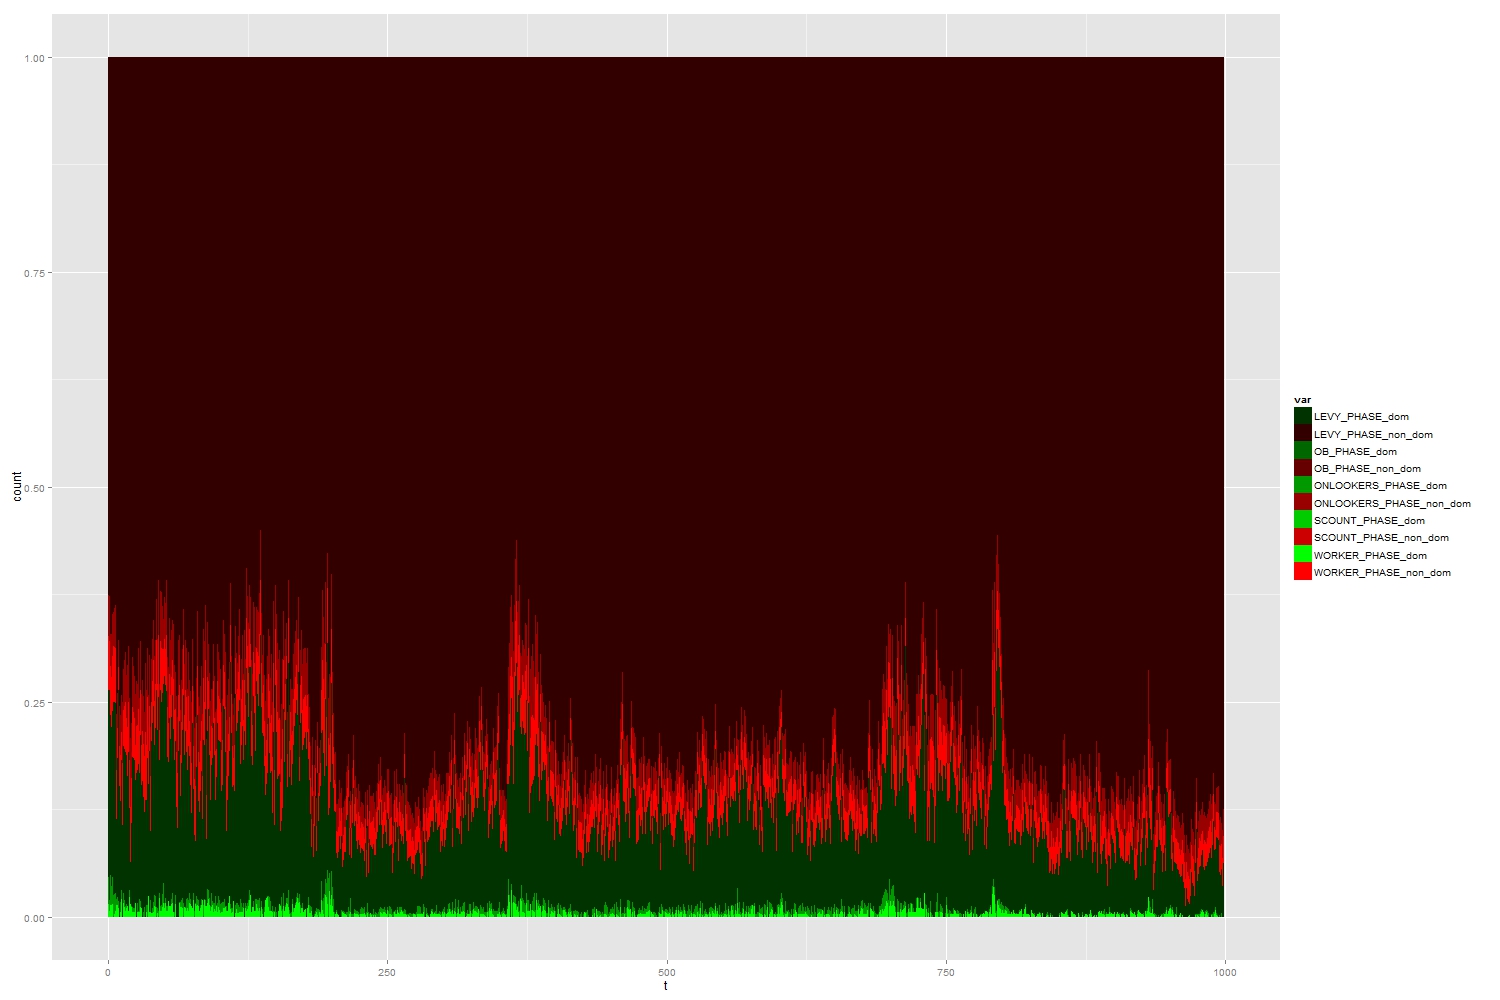 1.00
0.75
0.50
0.25
0.00
count
0 250 500 750 1000
t
var
LEVY_PHASE_dom
LEVY_PHASE_non_dom
OB_PHASE_dom
OB_PHASE_non_dom
ONLOOKERS_PHASE_dom
ONLOOKERS_PHASE_non_dom
SCOUNT_PHASE_dom
SCOUNT_PHASE_non_dom
WORKER_PHASE_dom
WORKER_PHASE_non_dom